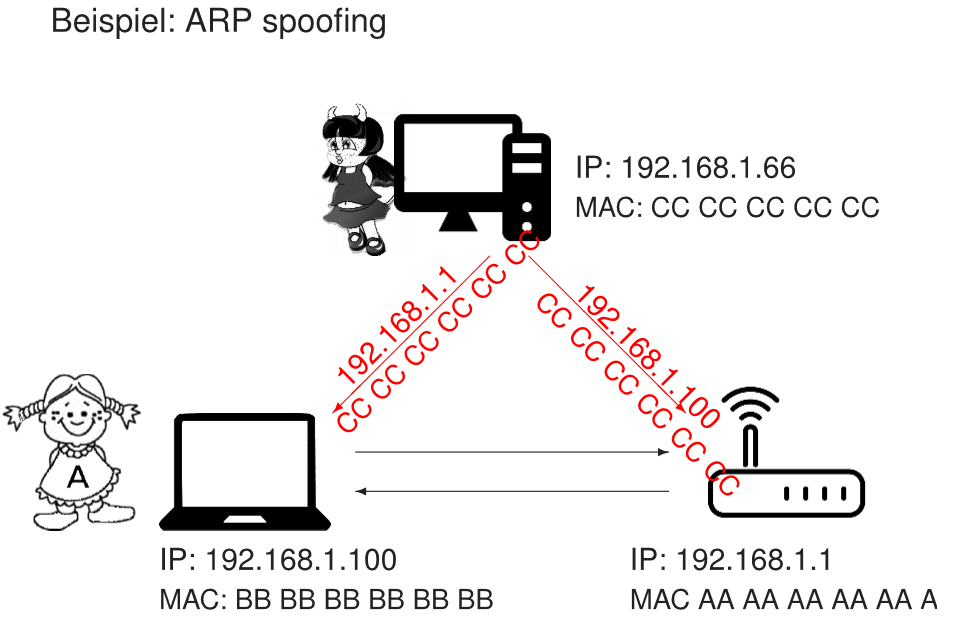 Beispiel: ARP spoofing
IP: 192.168.1.66
MAC: CC CC CC CC CC
192.168.1.1
CC CC CC CC CC CC
192.168.1.100
CC CC CC CC CC CC
A
IP: 192.168.1.100
MAC: BB BB BB BB BB BB
IP: 192.168.1.1
MAC AA AA AA AA AA A